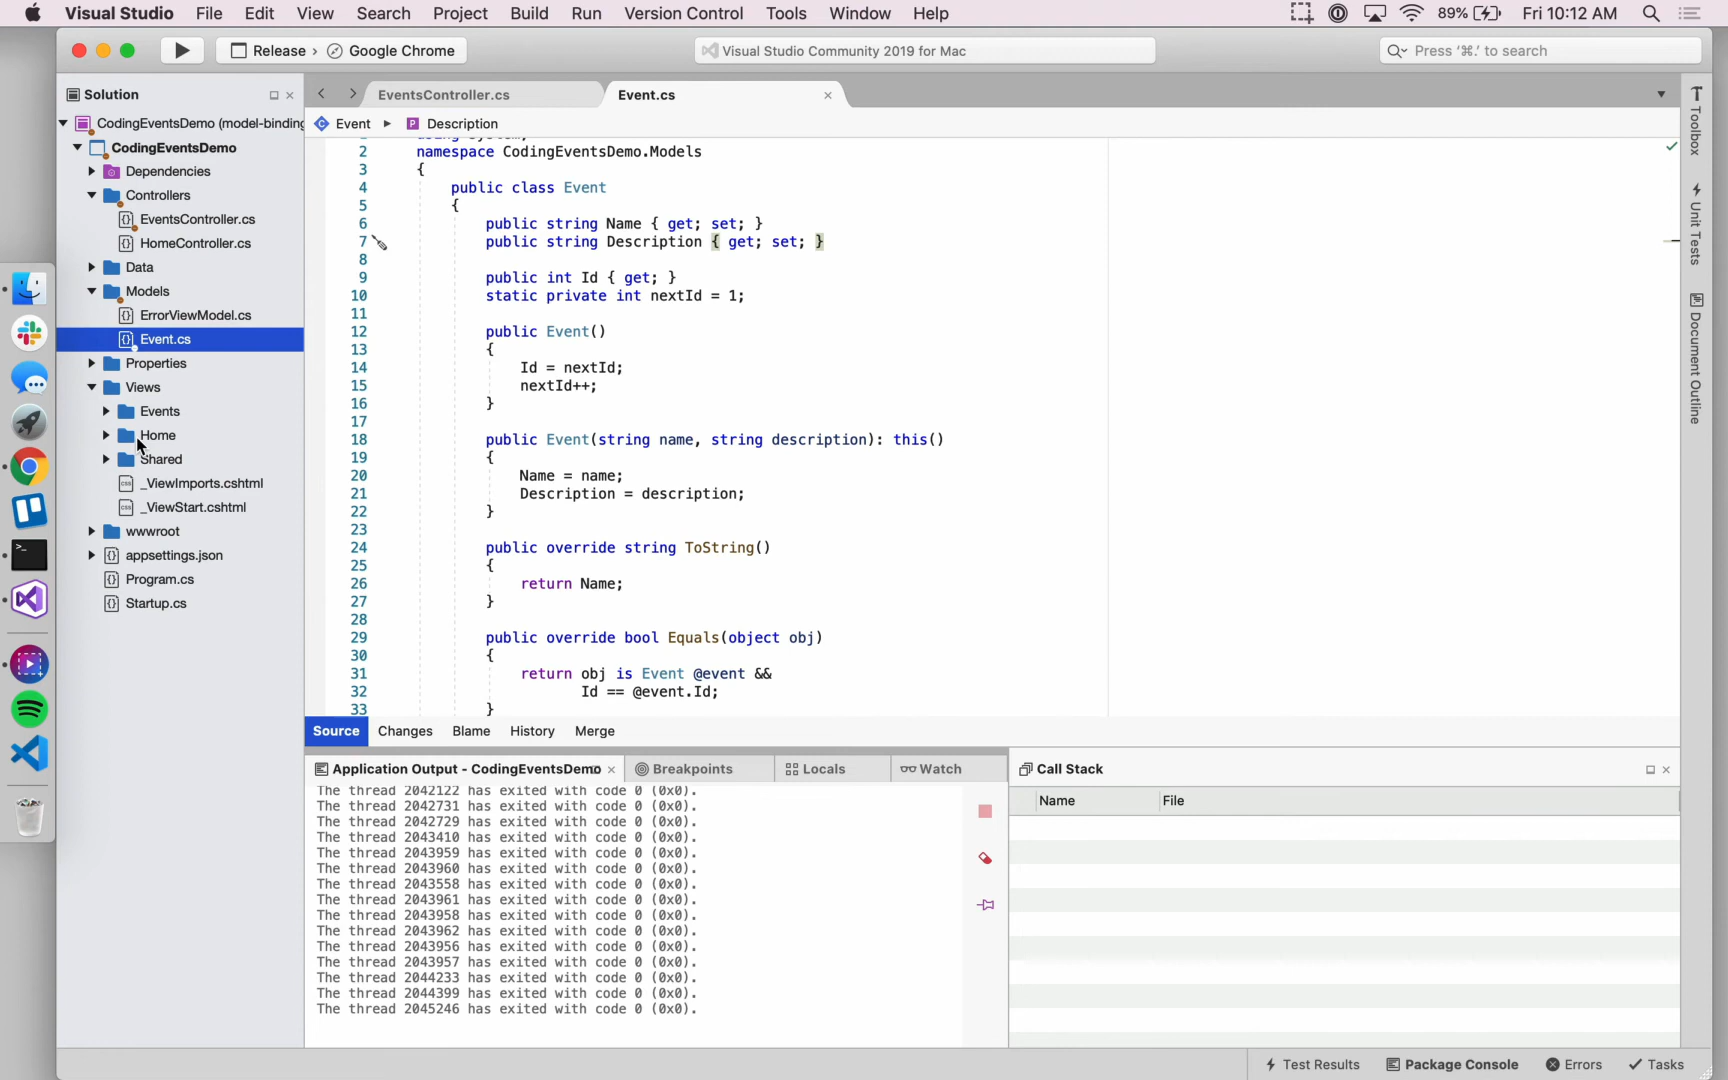 Visual Studio File Edit View Search Project Build Run Version Control Tools Window Help 89% Fri 10:12 AM
Release › Google Chrome
Visual Studio Community 2019 for Mac
Press '⌘.' to search
Solution
CodingEventsDemo (model-binding
CodingEventsDemo
Dependencies
Controllers
EventsController.cs
HomeController.cs
Data
Models
ErrorViewModel.cs
Event.cs
Properties
Views
Events
Home
Shared
_ViewImports.cshtml
_ViewStart.cshtml
wwwroot
appsettings.json
Program.cs
Startup.cs
EventsController.cs
Event.cs
Event
Description
2 namespace CodingEventsDemo.Models
3 {
4 public class Event
5 {
6 public string Name { get; set; }
7 public string Description { get; set; }
8
9 public int Id { get; }
10 static private int nextId = 1;
11
12 public Event()
13 {
14 Id = nextId;
15 nextId++;
16 }
17
18 public Event(string name, string description): this()
19 {
20 Name = name;
21 Description = description;
22 }
23
24 public override string ToString()
25 {
26 return Name;
27 }
28
29 public override bool Equals(object obj)
30 {
31 return obj is Event @event &&
32 Id == @event.Id;
33 }
Source Changes Blame History Merge
Application Output - CodingEventsDemo
Breakpoints
Locals
Watch
The thread 2042122 has exited with code 0 (0x0).
The thread 2042731 has exited with code 0 (0x0).
The thread 2042729 has exited with code 0 (0x0).
The thread 2043410 has exited with code 0 (0x0).
The thread 2043959 has exited with code 0 (0x0).
The thread 2043960 has exited with code 0 (0x0).
The thread 2043558 has exited with code 0 (0x0).
The thread 2043961 has exited with code 0 (0x0).
The thread 2043958 has exited with code 0 (0x0).
The thread 2043962 has exited with code 0 (0x0).
The thread 2043956 has exited with code 0 (0x0).
The thread 2043957 has exited with code 0 (0x0).
The thread 2044233 has exited with code 0 (0x0).
The thread 2044399 has exited with code 0 (0x0).
The thread 2045246 has exited with code 0 (0x0).
Call Stack
Name File
Toolbox
Unit Tests
Document Outline
Test Results Package Console Errors Tasks